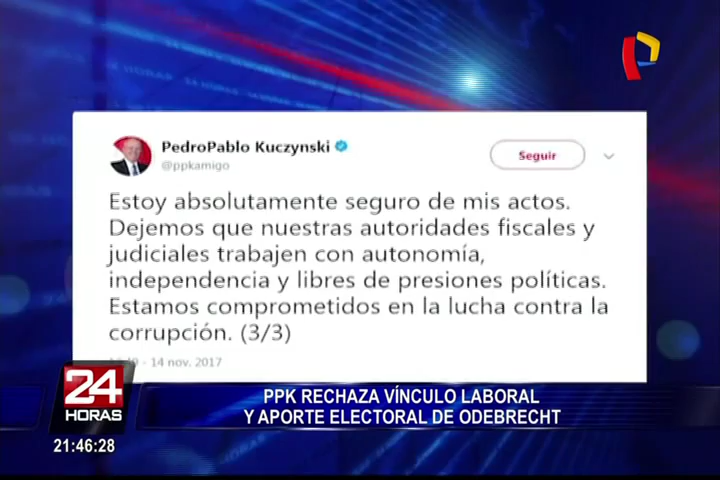 PedroPablo Kuczynski
@ppkamigo
Seguir
Estoy absolutamente seguro de mis actos.
Dejemos que nuestras autoridades fiscales y
judiciales trabajen con autonomía,
independencia y libres de presiones políticas.
Estamos comprometidos en la lucha contra la
corrupción. (3/3)
- 14 nov. 2017
24
HORAS
PPK RECHAZA VÍNCULO LABORAL
Y APORTE ELECTORAL DE ODEBRECHT
21:46:28